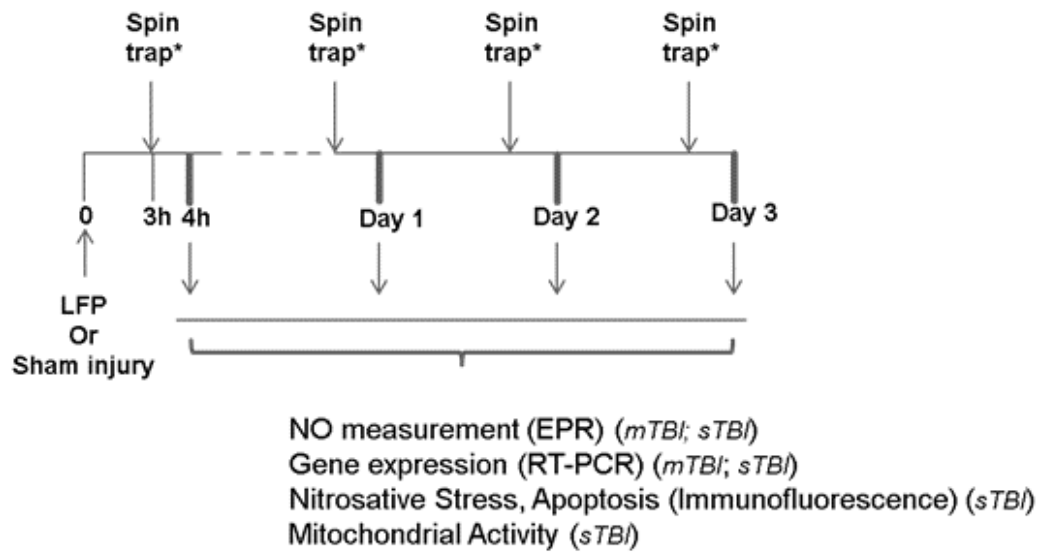 Spin trap*
Spin trap*
Spin trap*
Spin trap*
0
3h
4h
Day 1
Day 2
Day 3
LFP
Or
Sham injury
NO measurement (EPR) (mTBI; sTBI)
Gene expression (RT-PCR) (mTBI; sTBI)
Nitrosative Stress, Apoptosis (Immunofluorescence) (sTBI)
Mitochondrial Activity (sTBI)